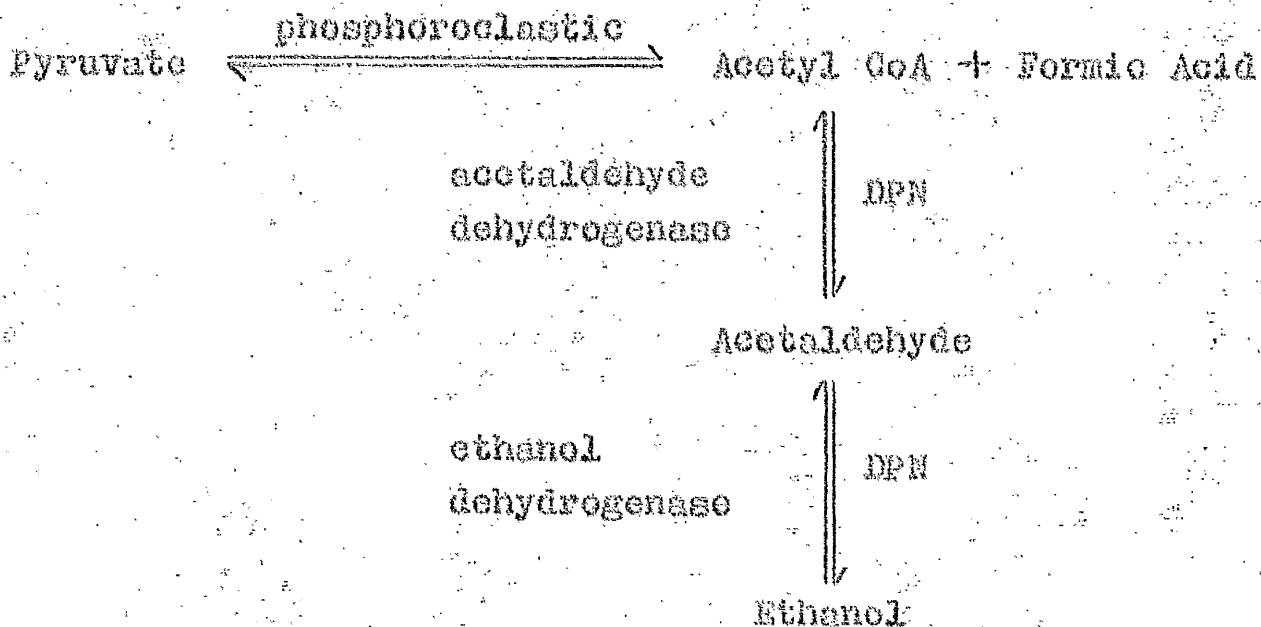 phosphoroclastic
Pyruvate Acetyl CoA + Formic Acid
acetaldehyde
dehydrogenase
DPN
Acetaldehyde
ethanol
dehydrogenase
DPN
Ethanol